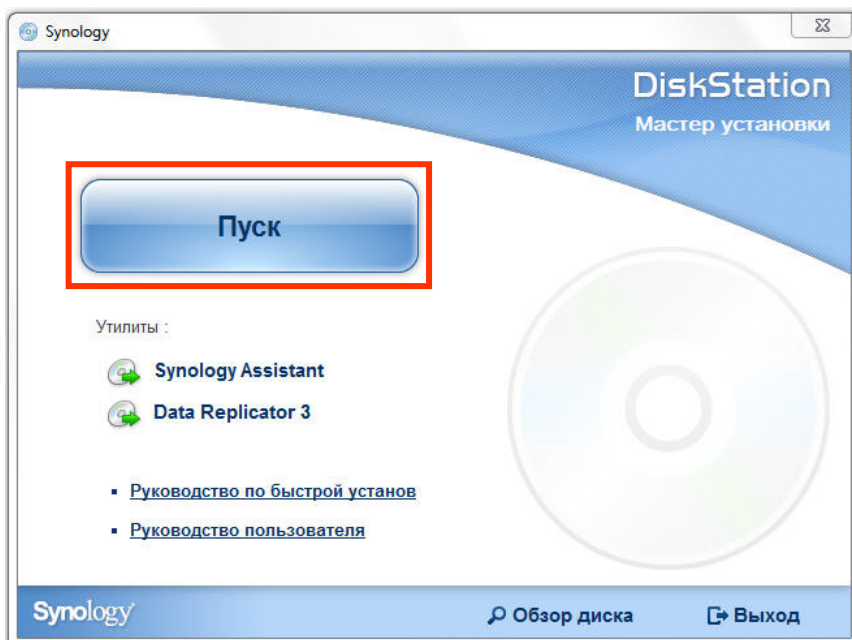 Synology
DiskStation
Мастер установки
Пуск
Утилиты :
Synology Assistant
Data Replicator 3
Руководство по быстрой установ
Руководство пользователя
Synology
Обзор диска
Выход